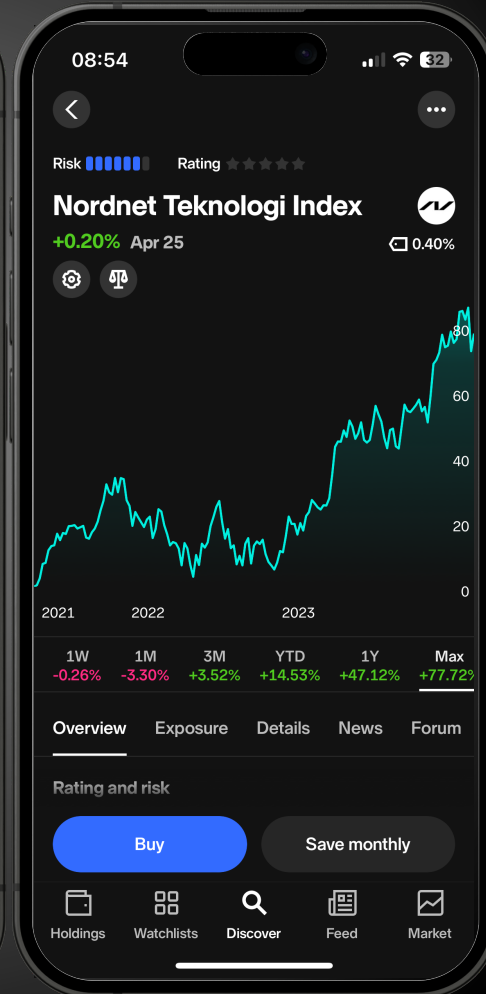 08:54
32
Risk Rating
Nordnet Teknologi Index
+0.20% Apr 25
0.40%
80
60
40
20
0
2021 2022 2023
1W 1M 3M YTD 1Y Max
-0.26% -3.30% +3.52% +14.53% +47.12% +77.72%
Overview Exposure Details News Forum
Rating and risk
Buy Save monthly
Holdings Watchlists Discover Feed Market